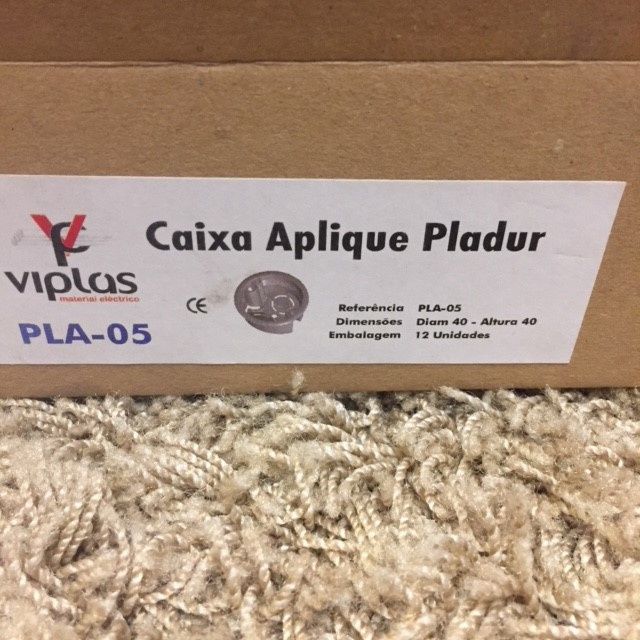 Caixa Aplique Pladur
viplas
material eléctrico
CE
PLA-05
Referência PLA-05
Dimensões Diam 40 - Altura 40
Embalagem 12 Unidades